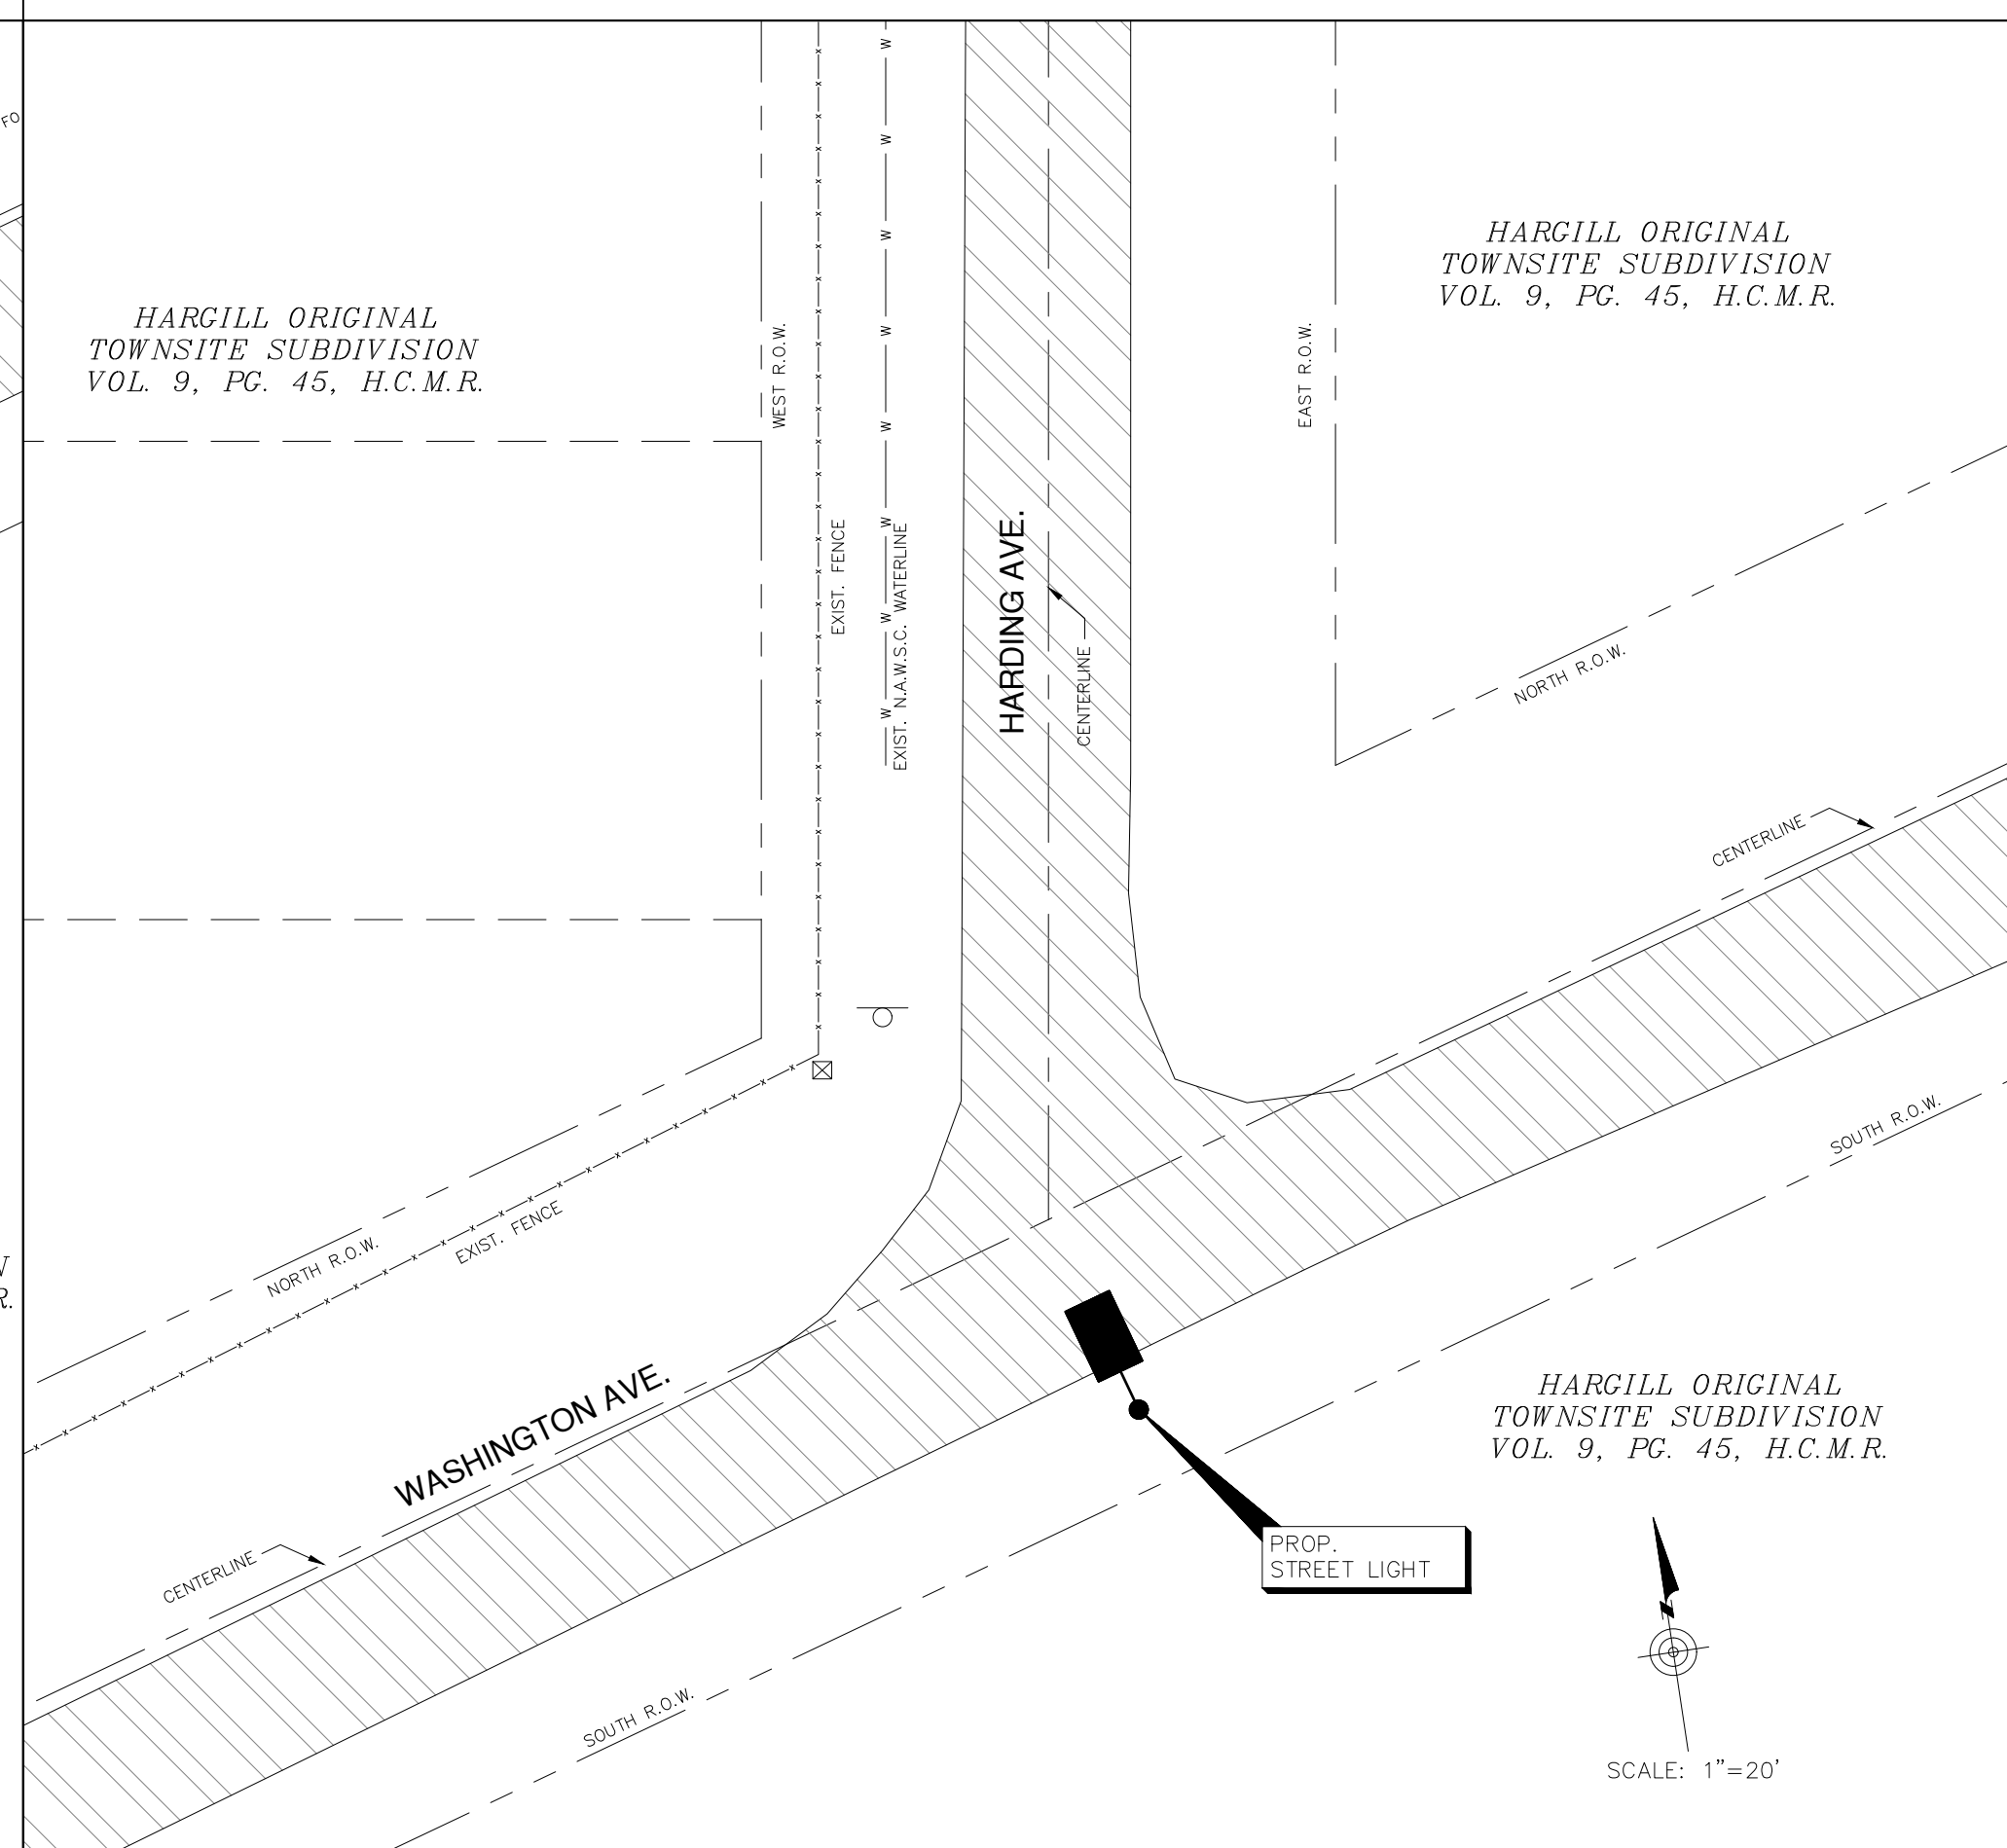 FO
HARGILL ORIGINAL
TOWNSITE SUBDIVISION
VOL. 9, PG. 45, H.C.M.R.
HARGILL ORIGINAL
TOWNSITE SUBDIVISION
VOL. 9, PG. 45, H.C.M.R.
WEST R.O.W.
EXIST. FENCE
EXIST. N.A.W.S.C. WATERLINE
W
W
W
W
W
W
W
W
HARDING AVE.
CENTERLINE
EAST R.O.W.
NORTH R.O.W.
CENTERLINE
SOUTH R.O.W.
NORTH R.O.W.
EXIST. FENCE
R.
WASHINGTON AVE.
CENTERLINE
SOUTH R.O.W.
HARGILL ORIGINAL
TOWNSITE SUBDIVISION
VOL. 9, PG. 45, H.C.M.R.
PROP.
STREET LIGHT
SCALE: 1"=20'